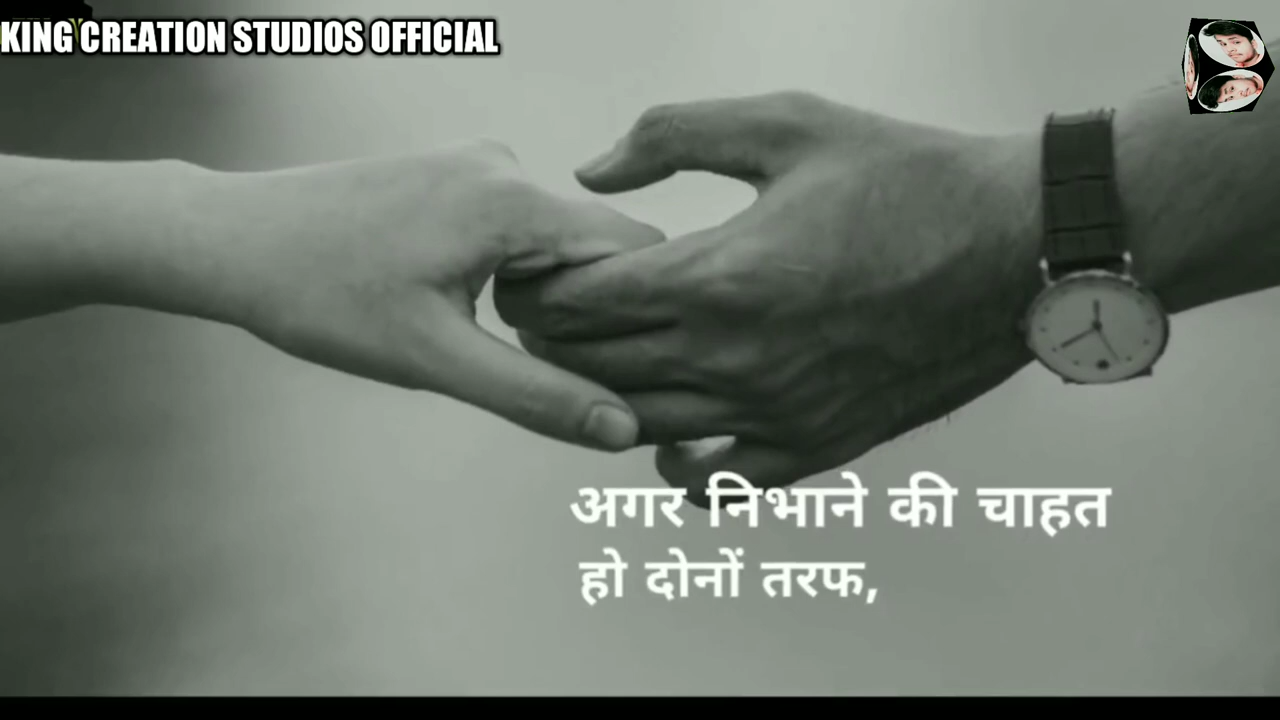 KING CREATION STUDIOS OFFICIAL
अगर निभाने की चाहत
हो दोनों तरफ,